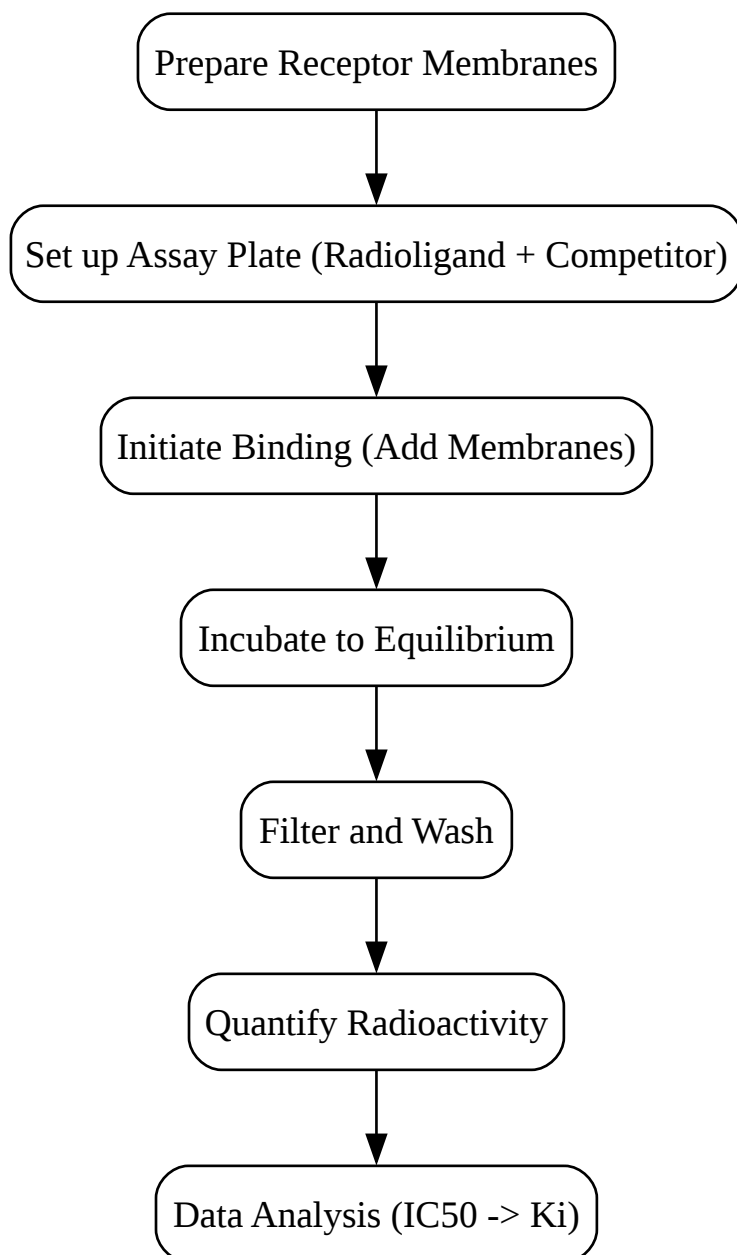 Prepare Receptor Membranes
Set up Assay Plate (Radioligand + Competitor)
Initiate Binding (Add Membranes)
Incubate to Equilibrium
Filter and Wash
Quantify Radioactivity
Data Analysis (IC50 -> Ki)